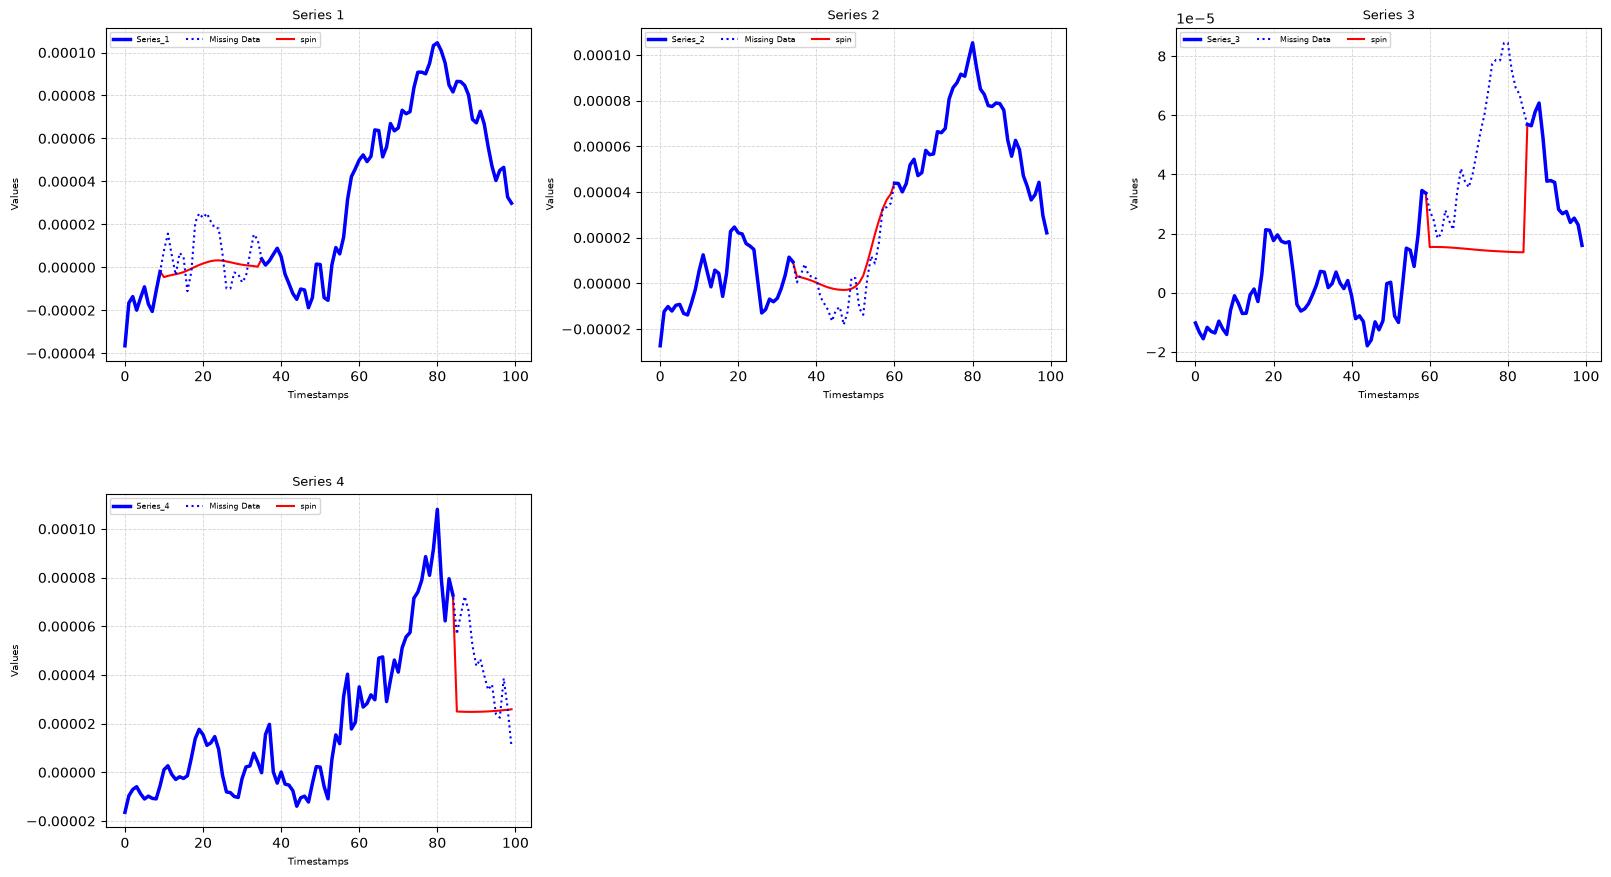 Series 1
Series_1 Missing Data spin
0.00010
0.00008
0.00006
0.00004
0.00002
0.00000
−0.00002
−0.00004
Values
0 20 40 60 80 100
Timestamps
Series 2
Series_2 Missing Data spin
0.00010
0.00008
0.00006
0.00004
0.00002
0.00000
−0.00002
Values
0 20 40 60 80 100
Timestamps
Series 3
1e−5
Series_3 Missing Data spin
8
6
4
2
0
−2
Values
0 20 40 60 80 100
Timestamps
Series 4
Series_4 Missing Data spin
0.00010
0.00008
0.00006
0.00004
0.00002
0.00000
−0.00002
Values
0 20 40 60 80 100
Timestamps